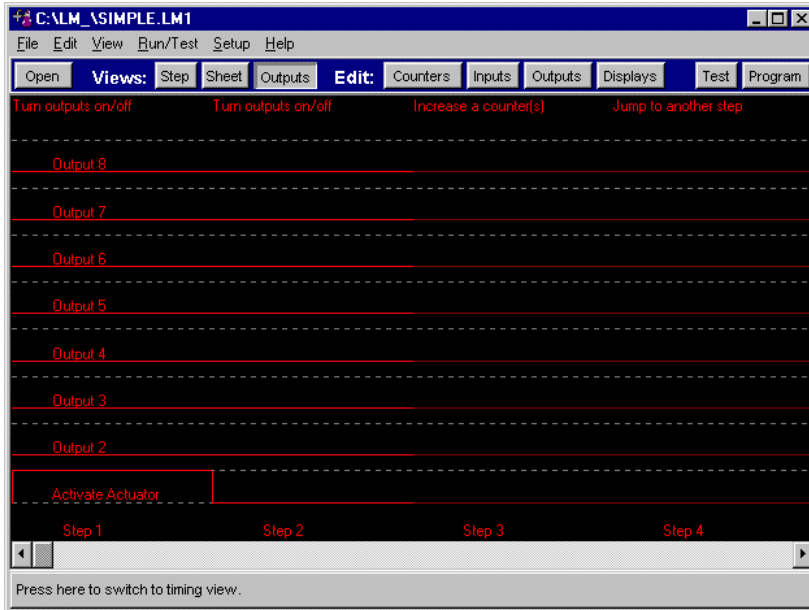 C:\LM_\SIMPLE.LM1
File Edit View Run/Test Setup Help
Open Views: Step Sheet Outputs Edit: Counters Inputs Outputs Displays Test Program
Turn outputs on/off Turn outputs on/off Increase a counter(s) Jump to another step
Output 8
Output 7
Output 6
Output 5
Output 4
Output 3
Output 2
Activate Actuator
Step 1 Step 2 Step 3 Step 4
Press here to switch to timing view.